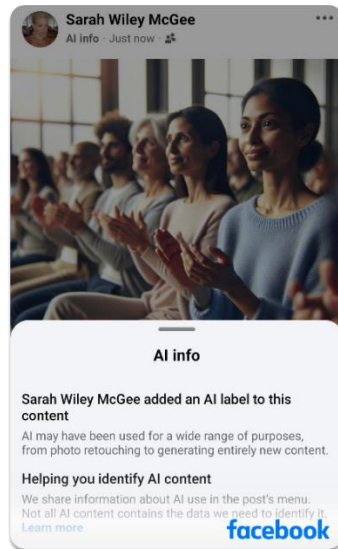 Sarah Wiley McGee
AI info · Just now ·
AI info
Sarah Wiley McGee added an AI label to this
content
AI may have been used for a wide range of purposes,
from photo retouching to generating entirely new content.
Helping you identify AI content
We share information about AI use in the post's menu.
Not all AI content contains the data we need to identify it.
Learn more
facebook